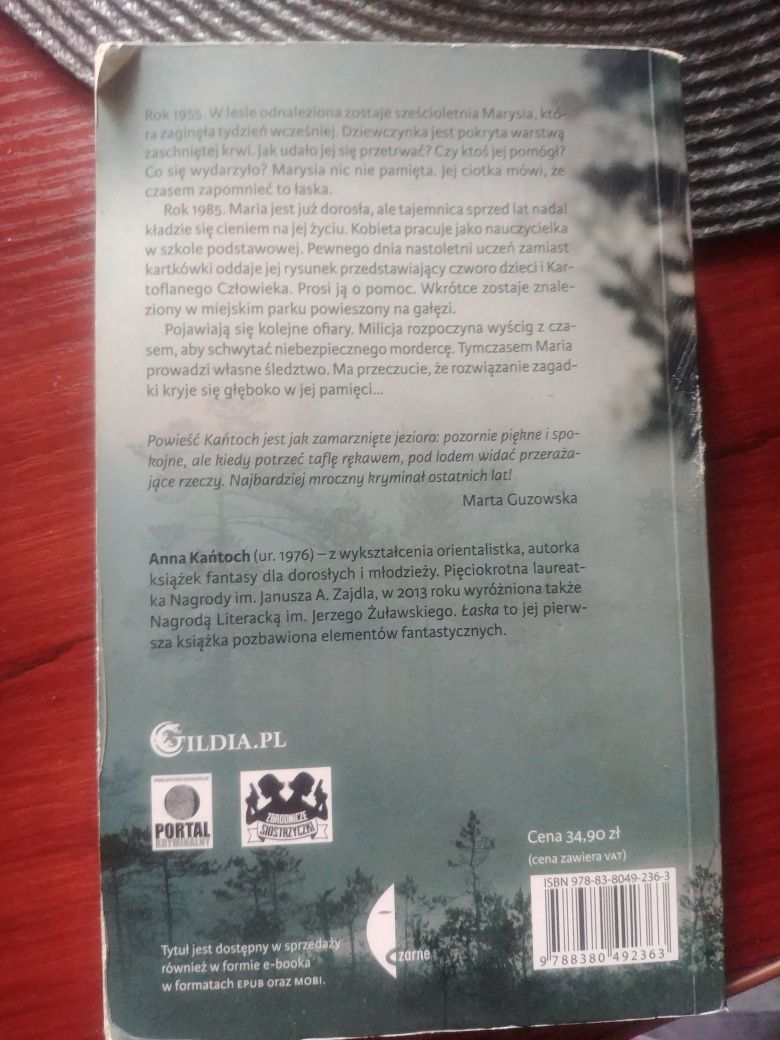 Rok 1955. W lesie odnaleziona zostaje sześcioletnia Marysia, któ-
ra zaginęła tydzień wcześniej. Dziewczynka jest pokryta warstwą
zaschniętej krwi. Jak udało jej się przetrwać? Czy ktoś jej pomógł?
Co się wydarzyło? Marysia nic nie pamięta. Jej ciotka mówi, że
czasem zapomnieć to łaska.
Rok 1985. Maria jest już dorosła, ale tajemnica sprzed lat nadal
kładzie się cieniem na jej życiu. Kobieta pracuje jako nauczycielka
w szkole podstawowej. Pewnego dnia nastoletni uczeń zamiast
kartkówki oddaje jej rysunek przedstawiający czworo dzieci i Kar-
toflanego Człowieka. Prosi ją o pomoc. Wkrótce zostaje znale-
ziony w miejskim parku powieszony na gałęzi.
Pojawiają się kolejne ofiary. Milicja rozpoczyna wyścig z cza-
sem, aby schwytać niebezpiecznego mordercę. Tymczasem Maria
prowadzi własne śledztwo. Ma przeczucie, że rozwiązanie zagad-
ki kryje się głęboko w jej pamięci...
Powieść Kańtoch jest jak zamarznięte jezioro: pozornie piękne i spo-
kojne, ale kiedy potrzeć taflę rękawem, pod lodem widać przeraża-
jące rzeczy. Najbardziej mroczny kryminał ostatnich lat!
Marta Guzowska
Anna Kańtoch (ur. 1976) – z wykształcenia orientalistka, autorka
książek fantasy dla dorosłych i młodzieży. Pięciokrotna laureat-
ka Nagrody im. Janusza A. Zajdla, w 2013 roku wyróżniona także
Nagrodą Literacką im. Jerzego Żuławskiego. Łaska to jej pierw-
sza książka pozbawiona elementów fantastycznych.
GILDIA.PL
PORTAL
KRYMINALNY
ZBRODNICZE
SIOSTRZYCZKI
Cena 34,90 zł
(cena zawiera VAT)
ISBN 978-83-8049-236-3
9 788380 492363
Tytuł jest dostępny w sprzedaży
również w formie e-booka
w formatach EPUB oraz MOBI.
czarne